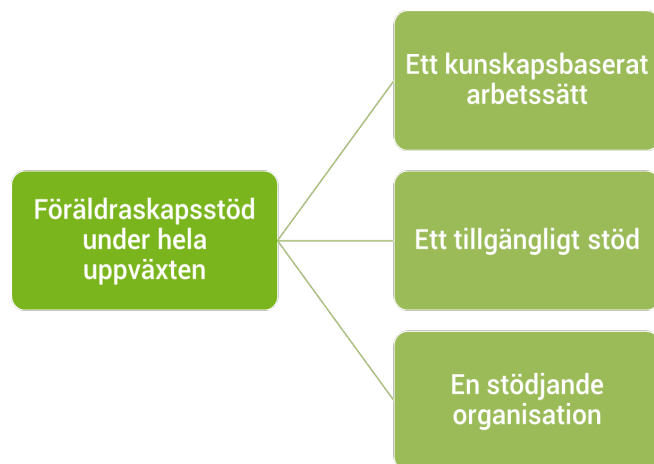 Ett kunskapsbaserat
arbetssätt
Föräldraskapsstöd
under hela
uppväxten
Ett tillgängligt stöd
En stödjande
organisation